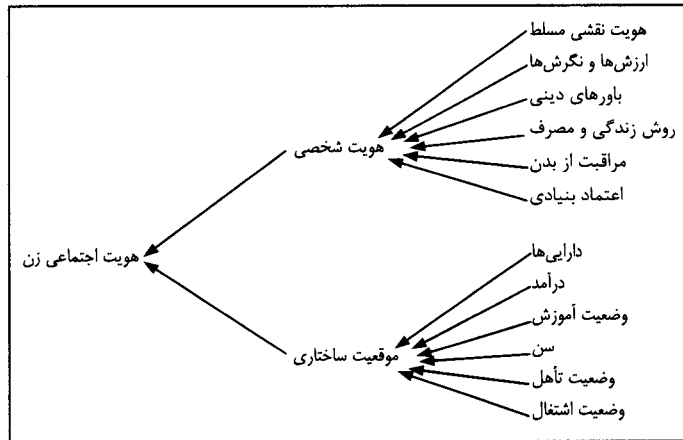 هویت نقشی مسلط
ارزش‌ها و نگرش‌ها
باورهای دینی
روش زندگی و مصرف
هویت شخصی
مراقبت از بدن
اعتماد بنیادی
هویت اجتماعی زن
دارایی‌ها
درآمد
وضعیت آموزش
سن
موقعیت ساختاری
وضعیت تأهل
وضعیت اشتغال